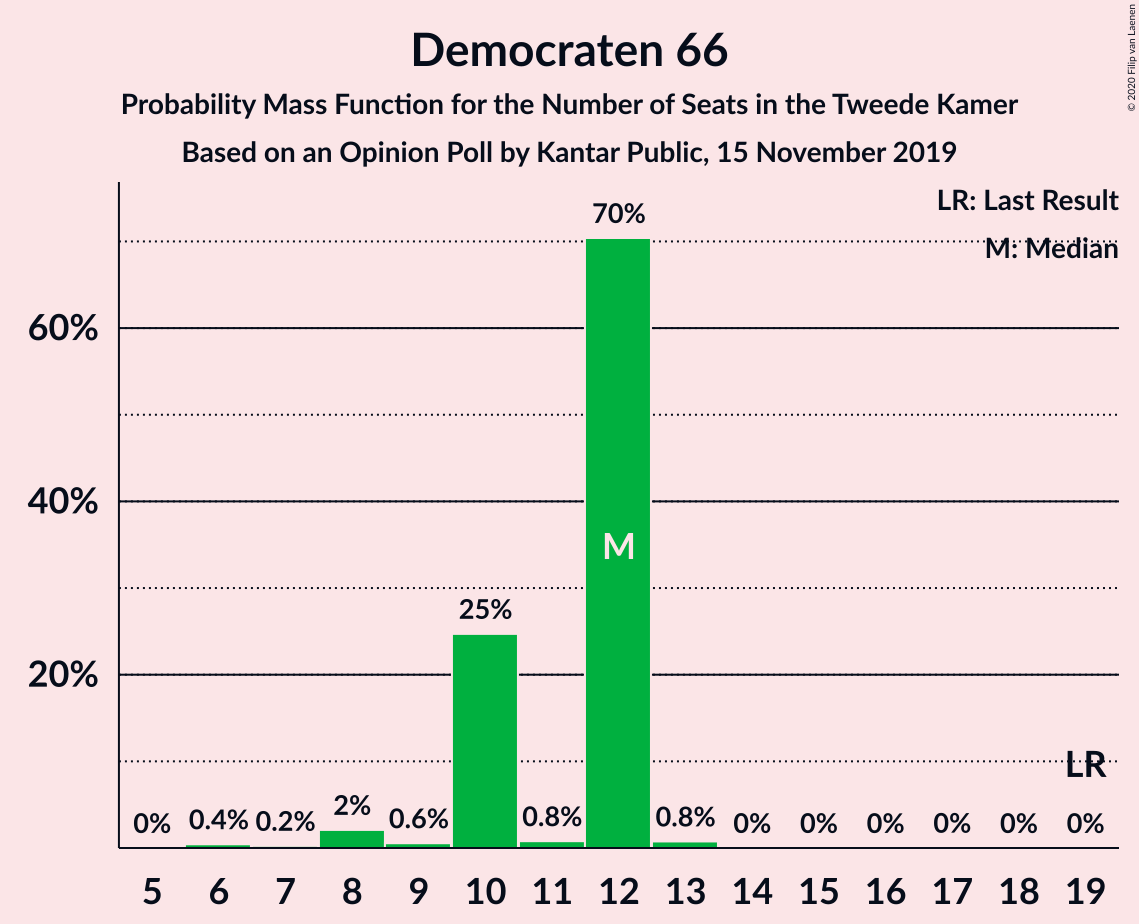 Democraten 66
Probability Mass Function for the Number of Seats in the Tweede Kamer
Based on an Opinion Poll by Kantar Public, 15 November 2019
© 2020 Filip van Laenen
LR: Last Result
M: Median
60%
40%
20%
0% 0.4% 0.2% 2% 0.6% 25% 0.8% 70% 0.8% 0% 0% 0% 0% 0% 0%
M
LR
5 6 7 8 9 10 11 12 13 14 15 16 17 18 19